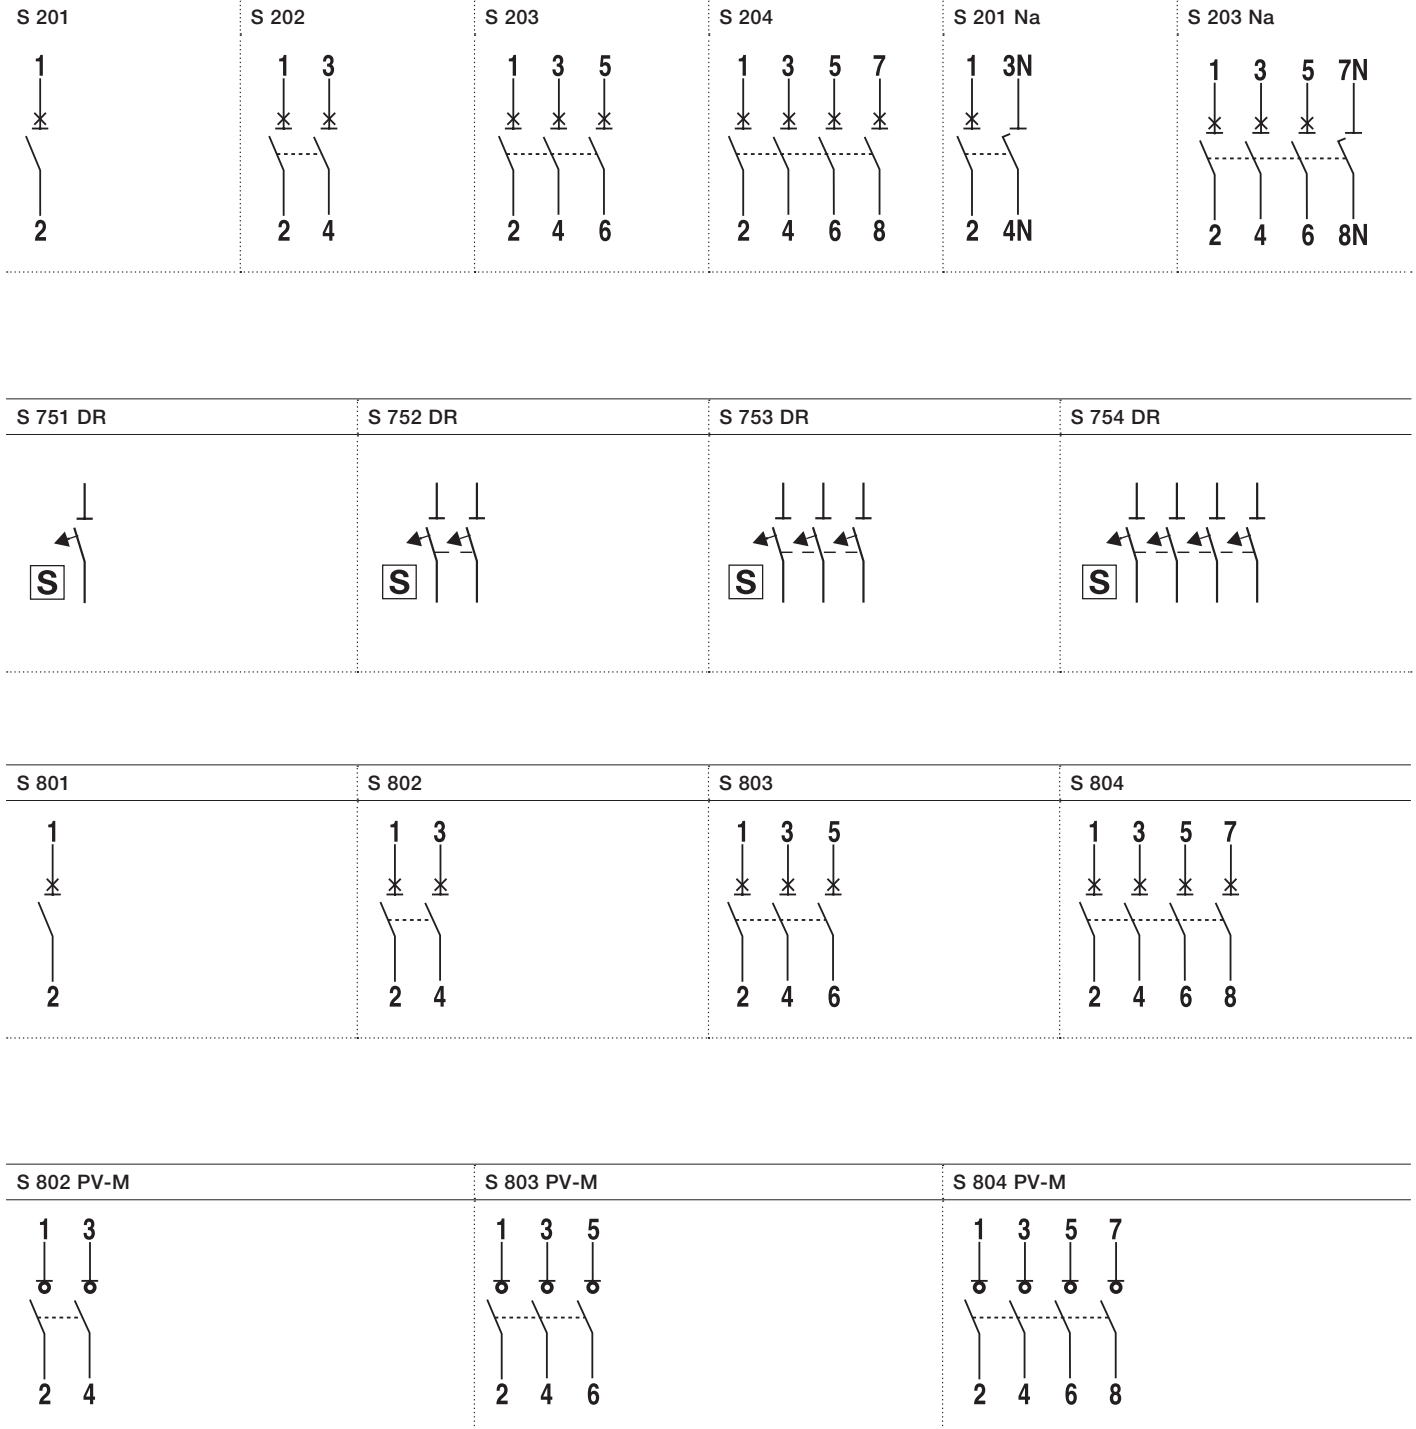 S 201 S 202 S 203 S 204 S 201 Na S 203 Na
1 1 3 1 3 5 1 3 5 7 1 3N 1 3 5 7N
2 2 4 2 4 6 2 4 6 8 2 4N 2 4 6 8N
S 751 DR S 752 DR S 753 DR S 754 DR
S S S S
S 801 S 802 S 803 S 804
1 1 3 1 3 5 1 3 5 7
2 2 4 2 4 6 2 4 6 8
S 802 PV-M S 803 PV-M S 804 PV-M
1 3 1 3 5 1 3 5 7
2 4 2 4 6 2 4 6 8